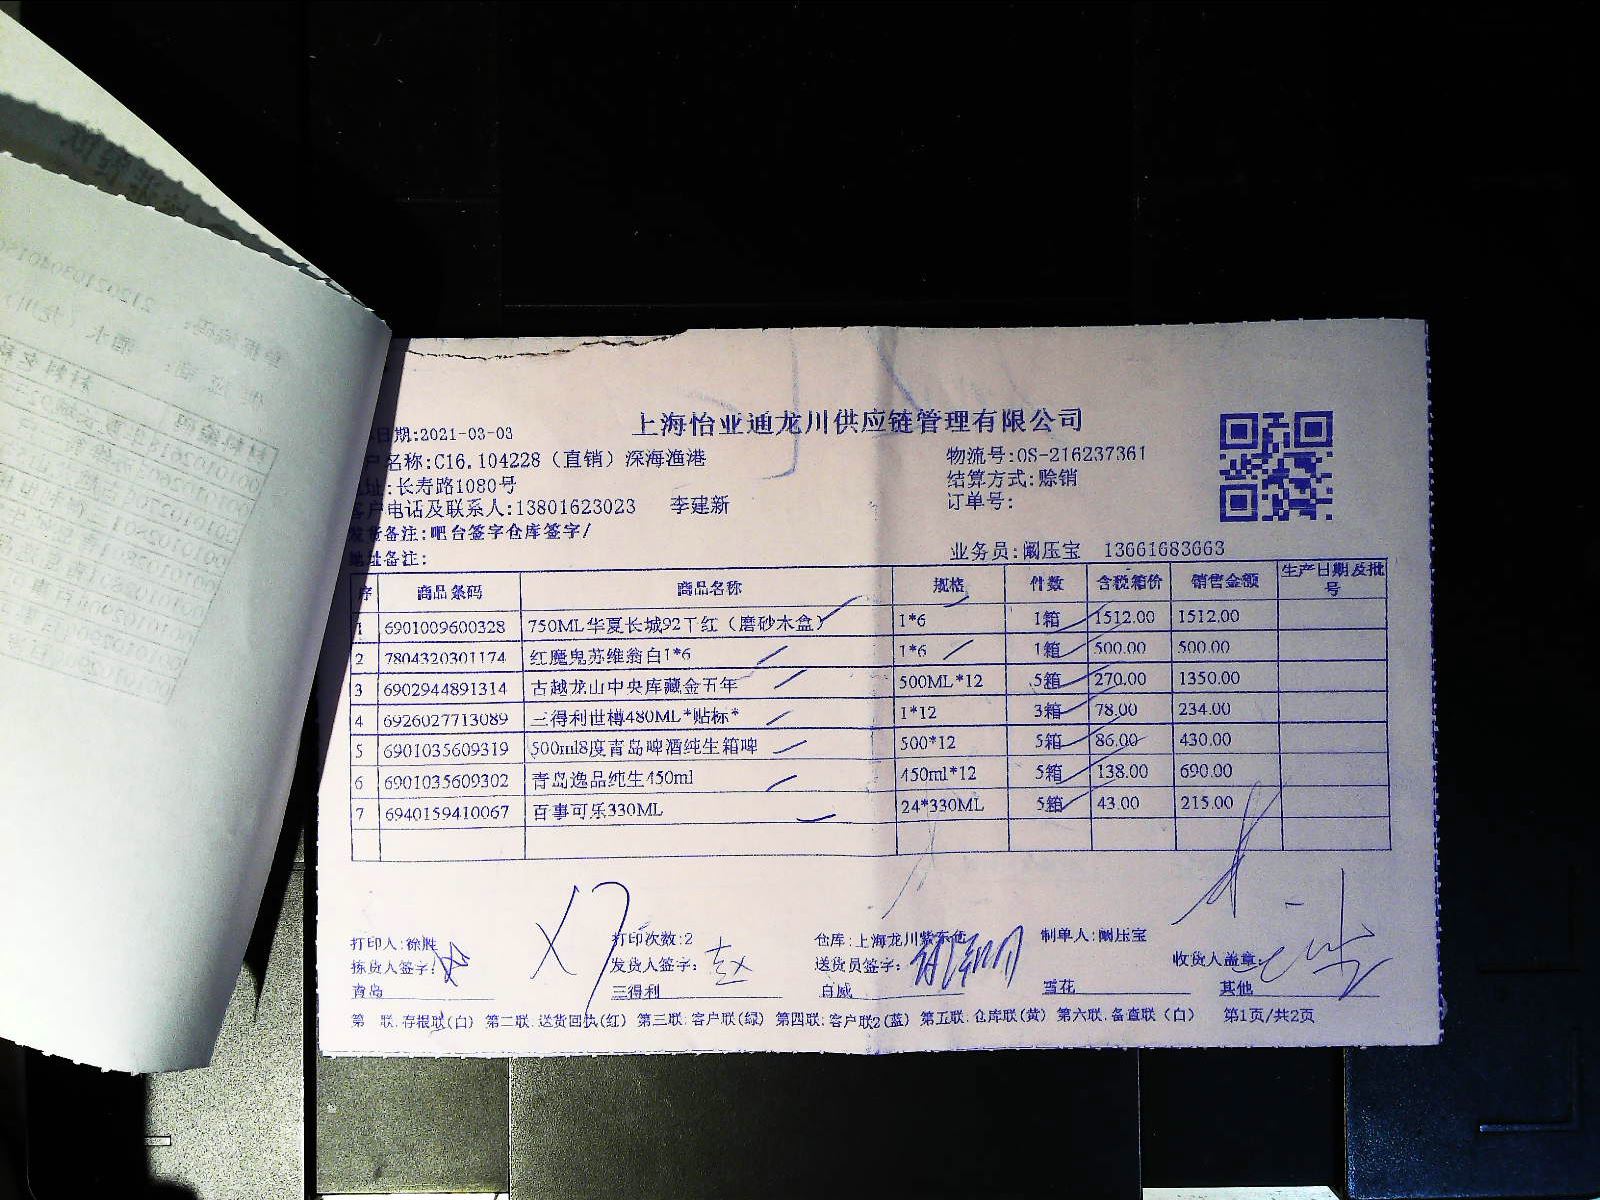 上海怡亚通龙川供应链管理有限公司
日期:2021-03-03
户名称:C16.104228（直销）深海渔港
物流号:OS-216237361
址:长寿路1080号
结算方式:赊销
客户电话及联系人:13801623023 李建新
订单号:
发货备注:吧台签字仓库签字/
地址备注:
业务员:阚压宝 13661683663
序 商品条码 商品名称 规格 件数 含税箱价 销售金额 生产日期及批号
1 6901009600328 750ML华夏长城92干红（磨砂木盒） 1*6 1箱 1512.00 1512.00
2 7804320301174 红魔鬼苏维翁白1*6 1*6 1箱 500.00 500.00
3 6902944891314 古越龙山中央库藏金五年 500ML*12 5箱 270.00 1350.00
4 6926027713089 三得利世樽480ML*贴标* 1*12 3箱 78.00 234.00
5 6901035609319 500ml8度青岛啤酒纯生箱啤 500*12 5箱 86.00 430.00
6 6901035609302 青岛逸品纯生450ml 450ml*12 5箱 138.00 690.00
7 6940159410067 百事可乐330ML 24*330ML 5箱 43.00 215.00
打印人:徐胜 打印次数:2 仓库:上海龙川紫东仓 制单人:阚压宝
拣货人签字: 发货人签字: 送货员签字: 收货人盖章:
青岛 三得利 百威 雪花 其他
第一联:存根联(白) 第二联:送货回执(红) 第三联:客户联(绿) 第四联:客户联2(蓝) 第五联:仓库联(黄) 第六联:备查联(白) 第1页/共2页